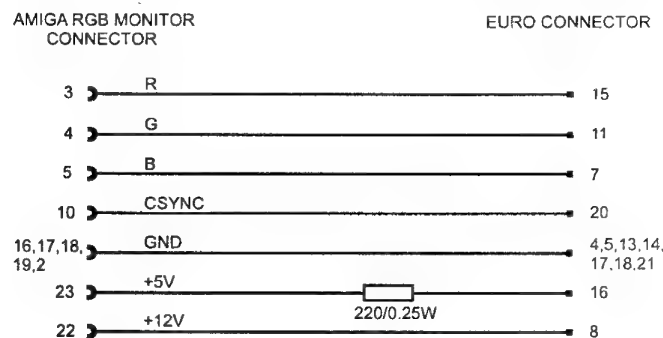 AMIGA RGB MONITOR
CONNECTOR
EURO CONNECTOR
3 R 15
4 G 11
5 B 7
10 CSYNC 20
16,17,18,
19,2
GND
4,5,13,14,
17,18,21
23 +5V 16
220/0.25W
22 +12V 8